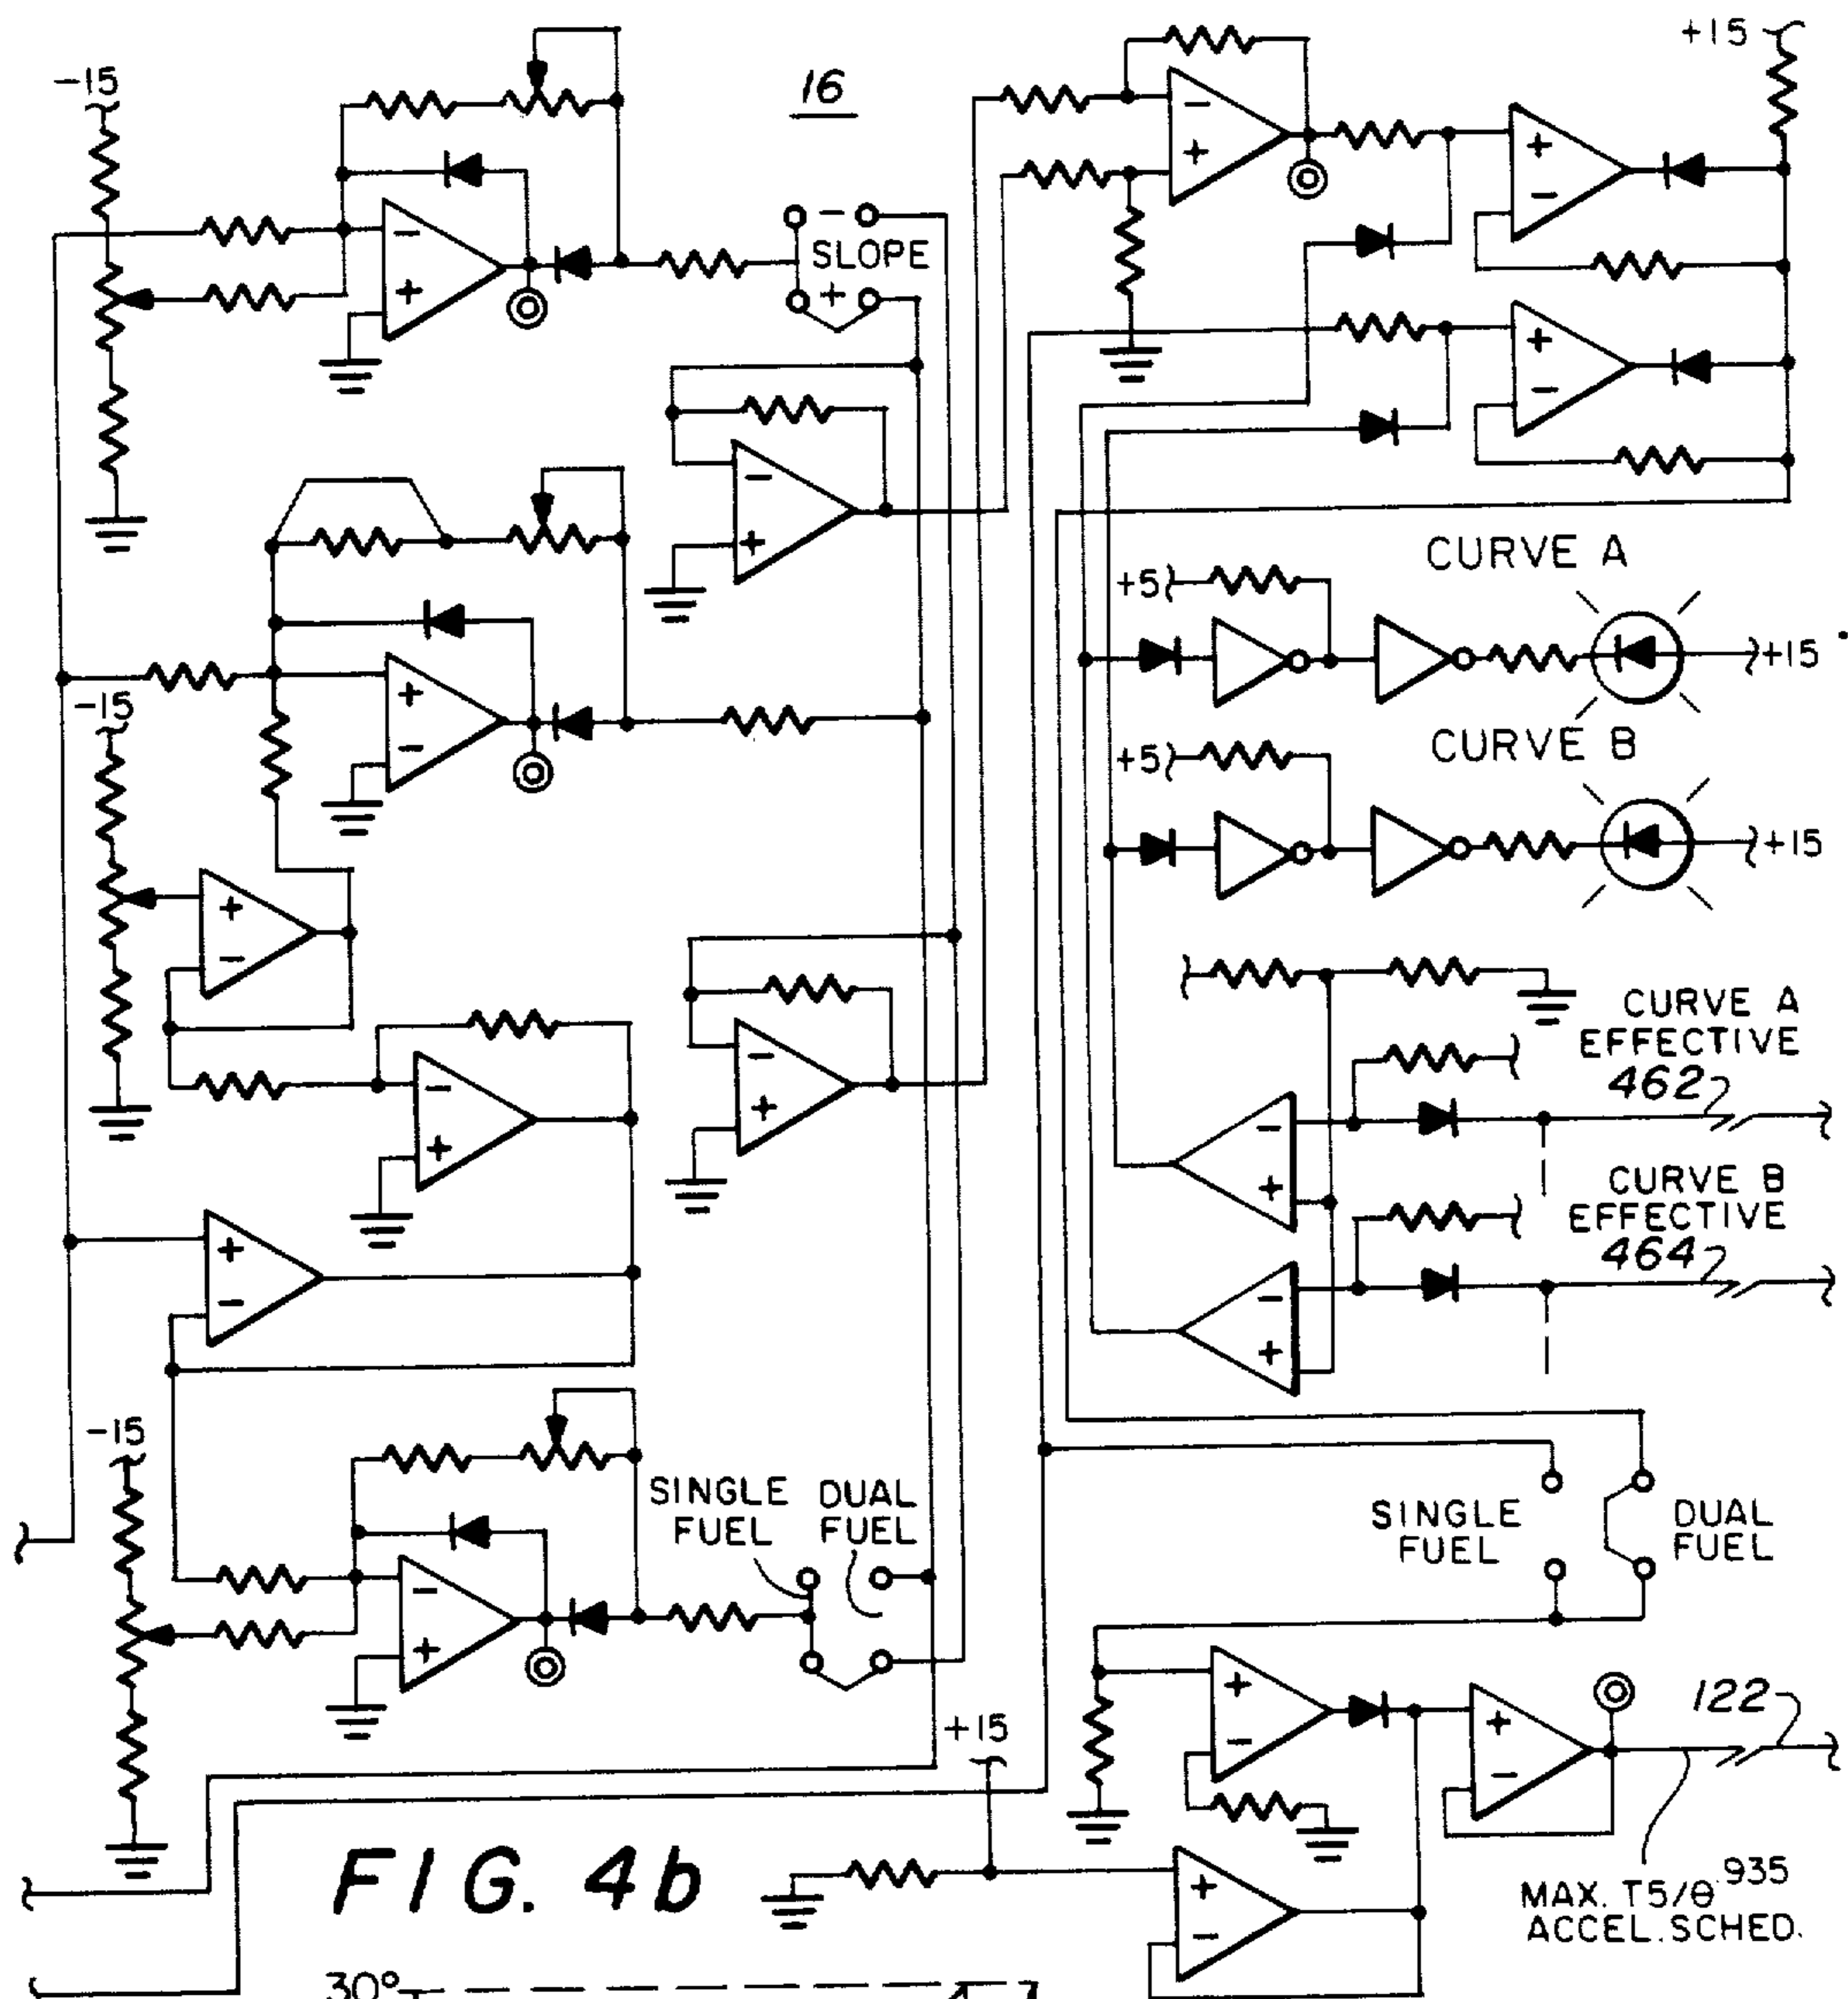 -15
16
+15
- SLOPE
+
CURVE A
+5
+15
-15
CURVE B
+5
+15
CURVE A
EFFECTIVE
462
CURVE B
EFFECTIVE
464
-15
SINGLE
FUEL
DUAL
FUEL
SINGLE
FUEL
DUAL
FUEL
+15
122
FIG. 4b
MAX. T5/θ.935
ACCEL. SCHED.
30°